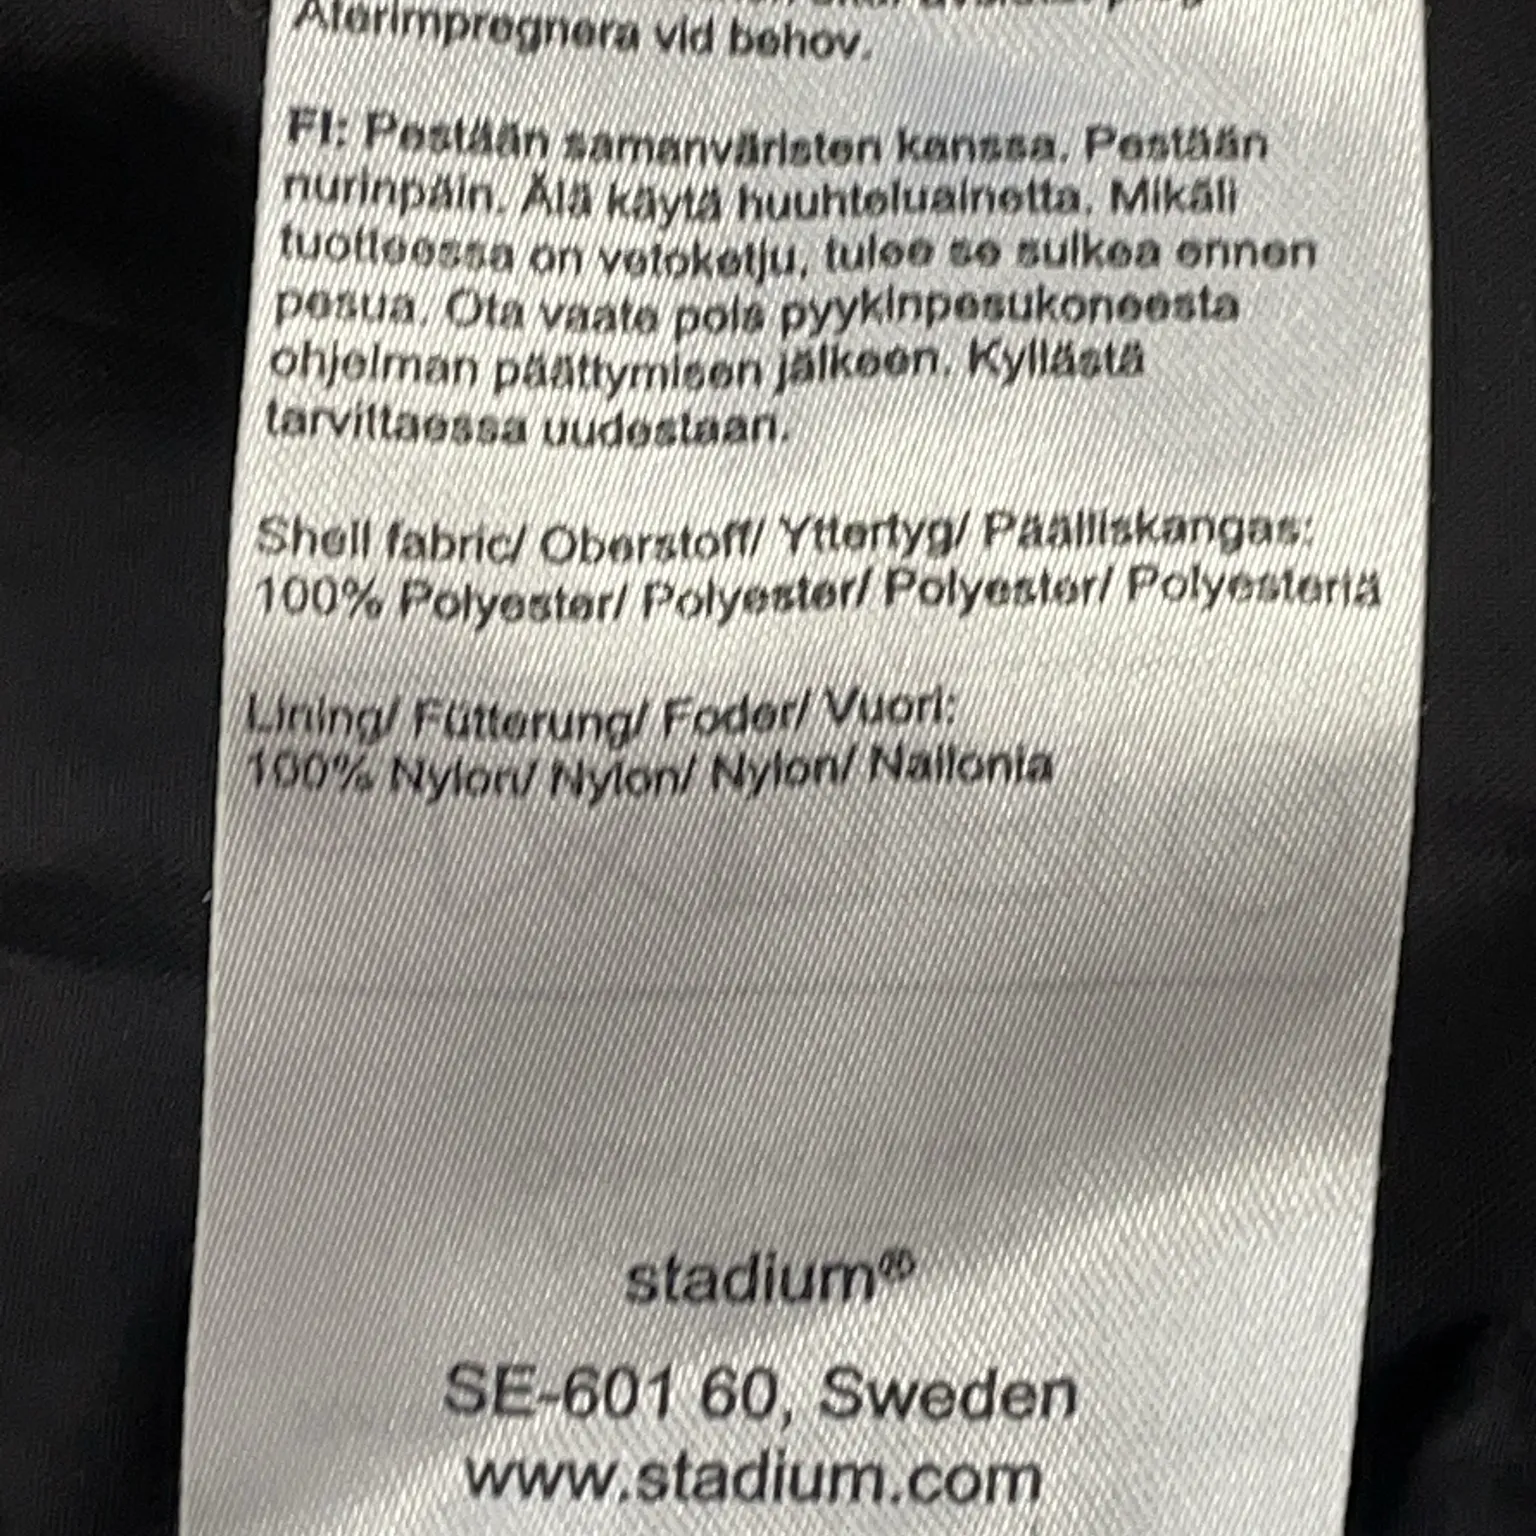 Återimpregnera vid behov.
FI: Pestään samanväristen kanssa. Pestään
nurinpäin. Älä käytä huuhteluainetta. Mikäli
tuotteessa on vetoketju, tulee se sulkea ennen
pesua. Ota vaate pois pyykinpesukoneesta
ohjelman päättymisen jälkeen. Kyllästä
tarvittaessa uudestaan.
Shell fabric/ Oberstoff/ Yttertyg/ Päälliskangas:
100% Polyester/ Polyester/ Polyester/ Polyesteriä
Lining/ Fütterung/ Foder/ Vuori:
100% Nylon/ Nylon/ Nylon/ Nailonia
stadium®
SE-601 60, Sweden
www.stadium.com